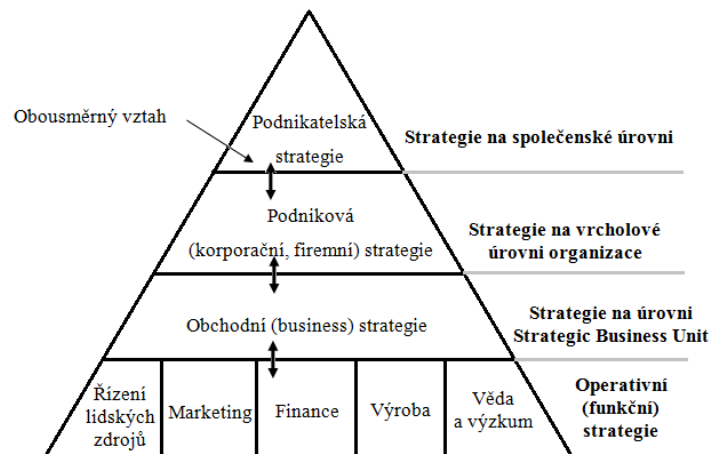 Obousměrný vztah
Podnikatelská
strategie
Strategie na společenské úrovni
Podniková
(korporační, firemní) strategie
Strategie na vrcholové
úrovni organizace
Obchodní (business) strategie
Strategie na úrovni
Strategic Business Unit
Řízení
lidských
zdrojů
Marketing
Finance
Výroba
Věda
a výzkum
Operativní
(funkční)
strategie